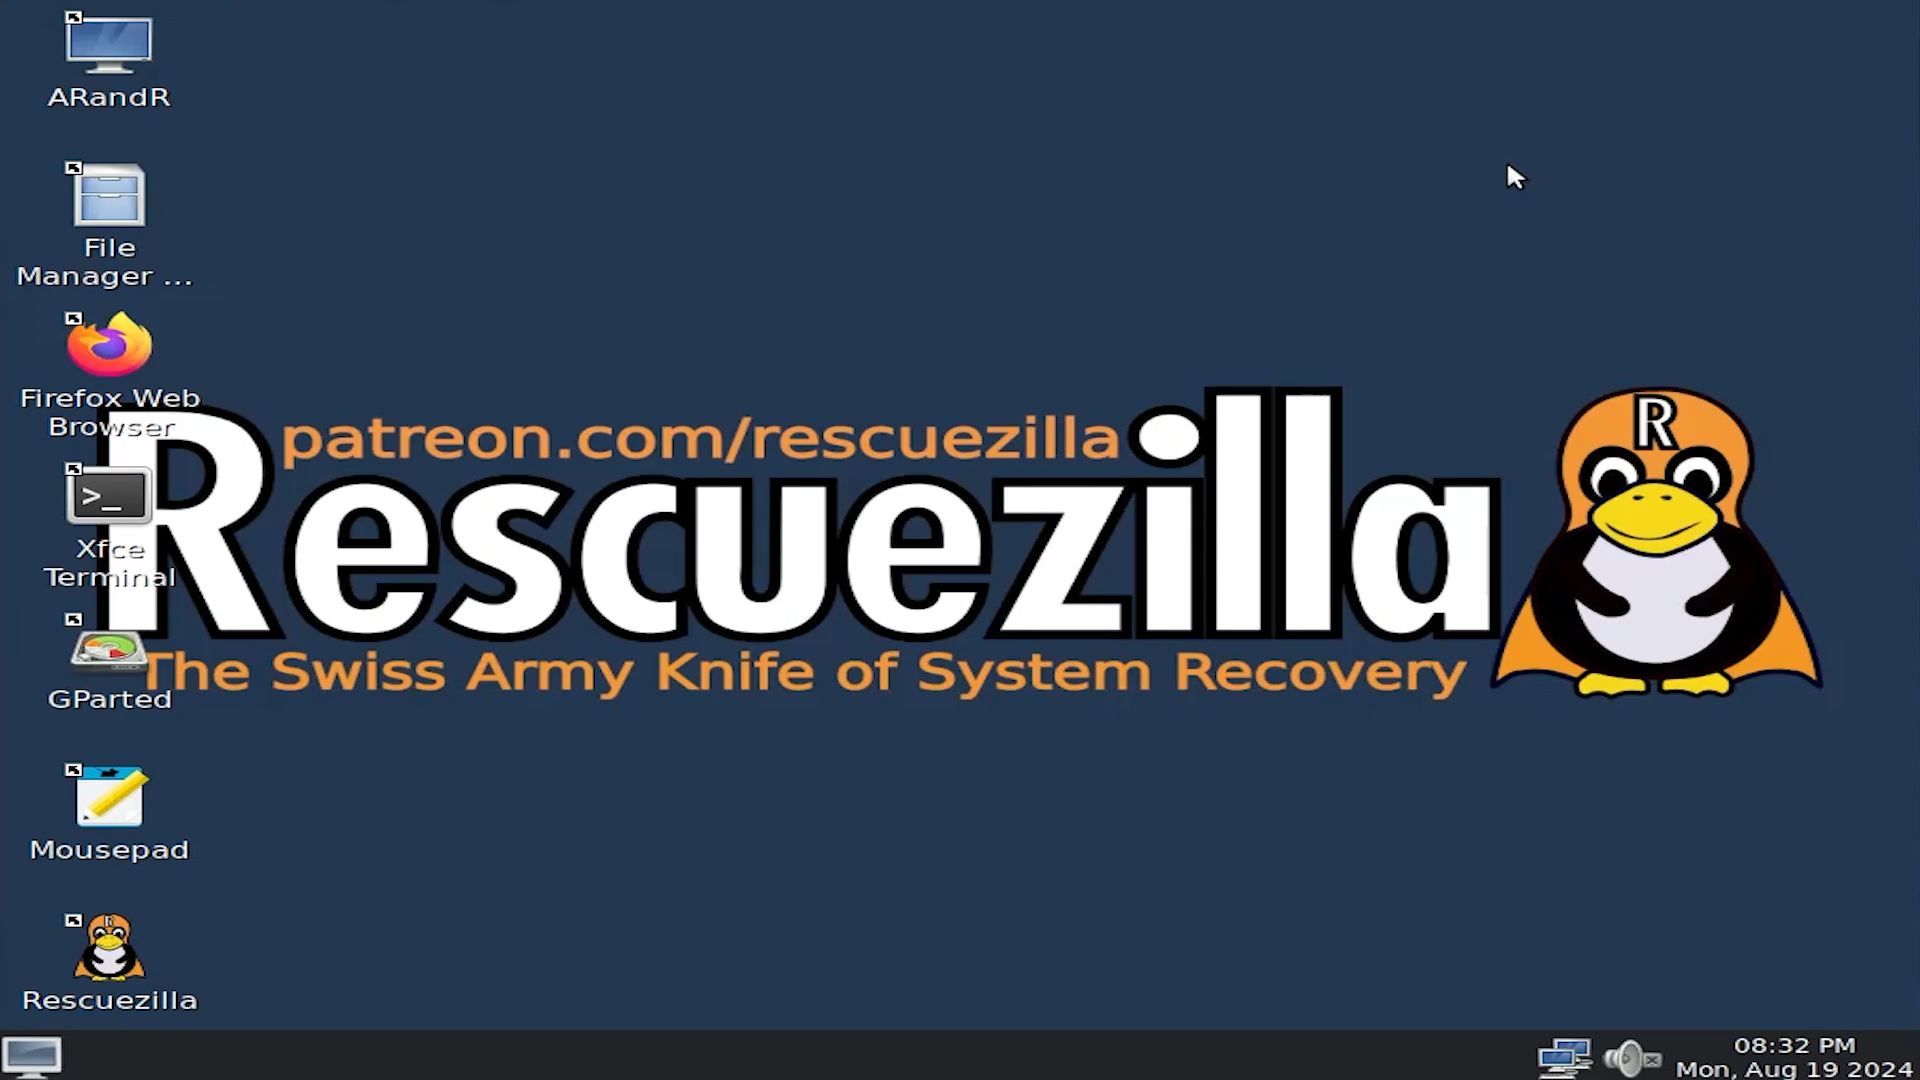 ARandR
File
Manager ...
Firefox Web
Browser
Xfce
Terminal
GParted
Mousepad
Rescuezilla
patreon.com/rescuezilla
Rescuezilla
The Swiss Army Knife of System Recovery
R
08:32 PM
Mon, Aug 19 2024